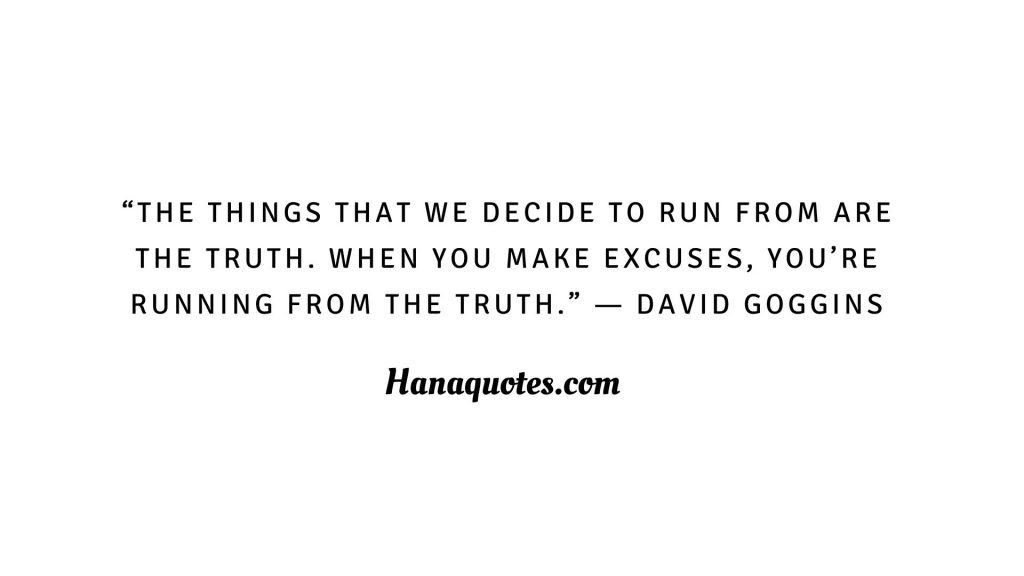 “THE THINGS THAT WE DECIDE TO RUN FROM ARE
THE TRUTH. WHEN YOU MAKE EXCUSES, YOU’RE
RUNNING FROM THE TRUTH.” — DAVID GOGGINS
Hanaquotes.com